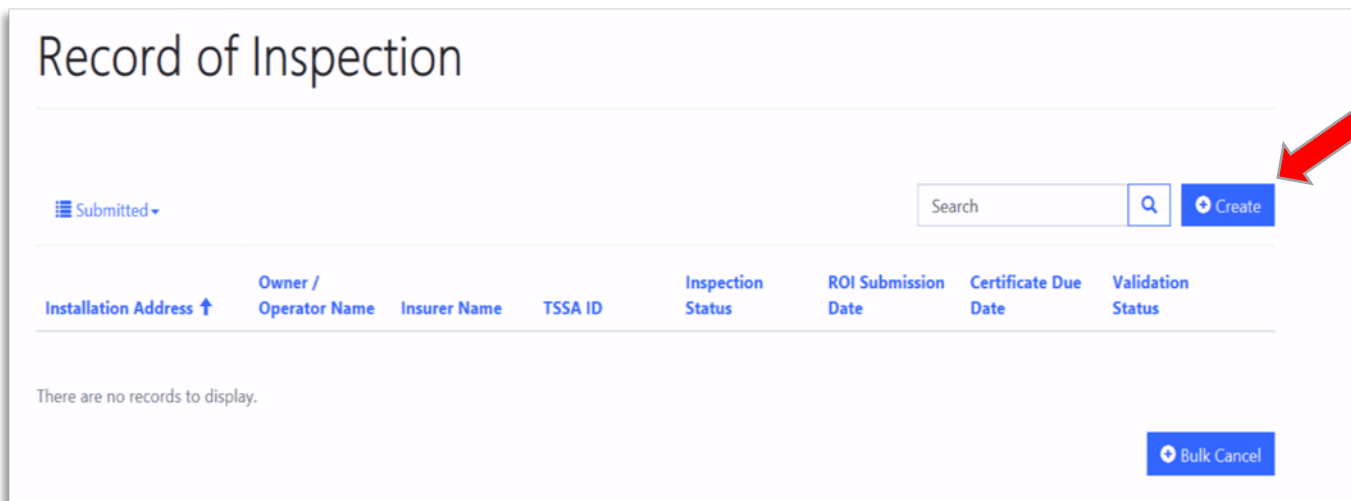 Record of Inspection
Submitted
Search
Create
Installation Address
Owner /
Operator Name
Insurer Name
TSSA ID
Inspection
Status
ROI Submission
Date
Certificate Due
Date
Validation
Status
There are no records to display.
Bulk Cancel